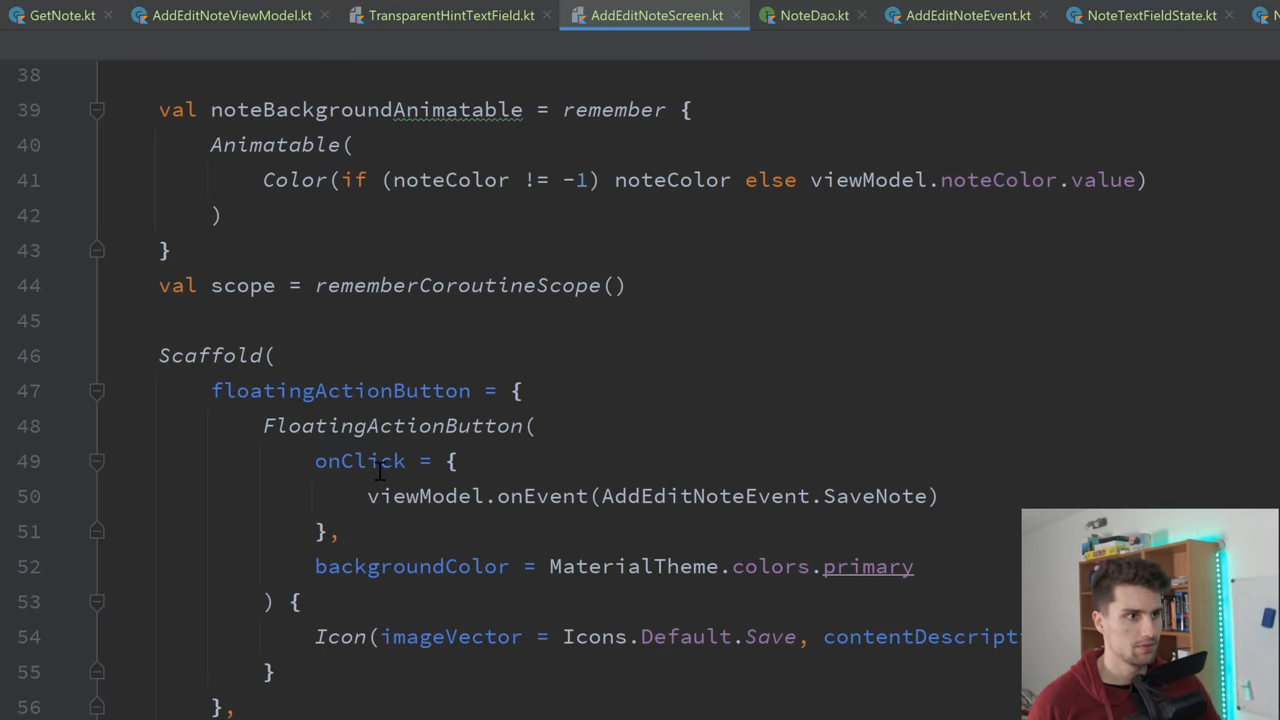 GetNote.kt AddEditNoteViewModel.kt TransparentHintTextField.kt AddEditNoteScreen.kt NoteDao.kt AddEditNoteEvent.kt NoteTextFieldState.kt
38
39 val noteBackgroundAnimatable = remember {
40 Animatable(
41 Color(if (noteColor != -1) noteColor else viewModel.noteColor.value)
42 )
43 }
44 val scope = rememberCoroutineScope()
45
46 Scaffold(
47 floatingActionButton = {
48 FloatingActionButton(
49 onClick = {
50 viewModel.onEvent(AddEditNoteEvent.SaveNote)
51 },
52 backgroundColor = MaterialTheme.colors.primary
53 ) {
54 Icon(imageVector = Icons.Default.Save, contentDescript
55 }
56 },